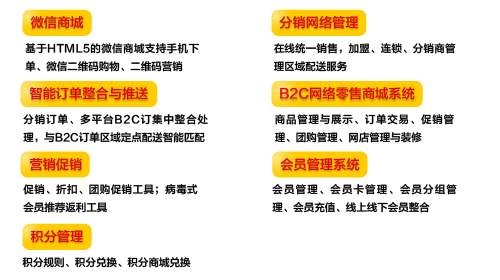 微信商城
基于HTML5的微信商城支持手机下
单、微信二维码购物、二维码营销
分销网络管理
在线统一销售，加盟、连锁、分销商管
理区域配送服务
智能订单整合与推送
分销订单、多平台B2C订集中整合处
理，与B2C订单区域定点配送智能匹配
B2C网络零售商城系统
商品管理与展示、订单交易、促销管
理、团购管理、网店管理与装修
营销促销
促销、折扣、团购促销工具；病毒式
会员推荐返利工具
会员管理系统
会员管理、会员卡管理、会员分组管
理、会员充值、线上线下会员整合
积分管理
积分规则、积分兑换、积分商城兑换